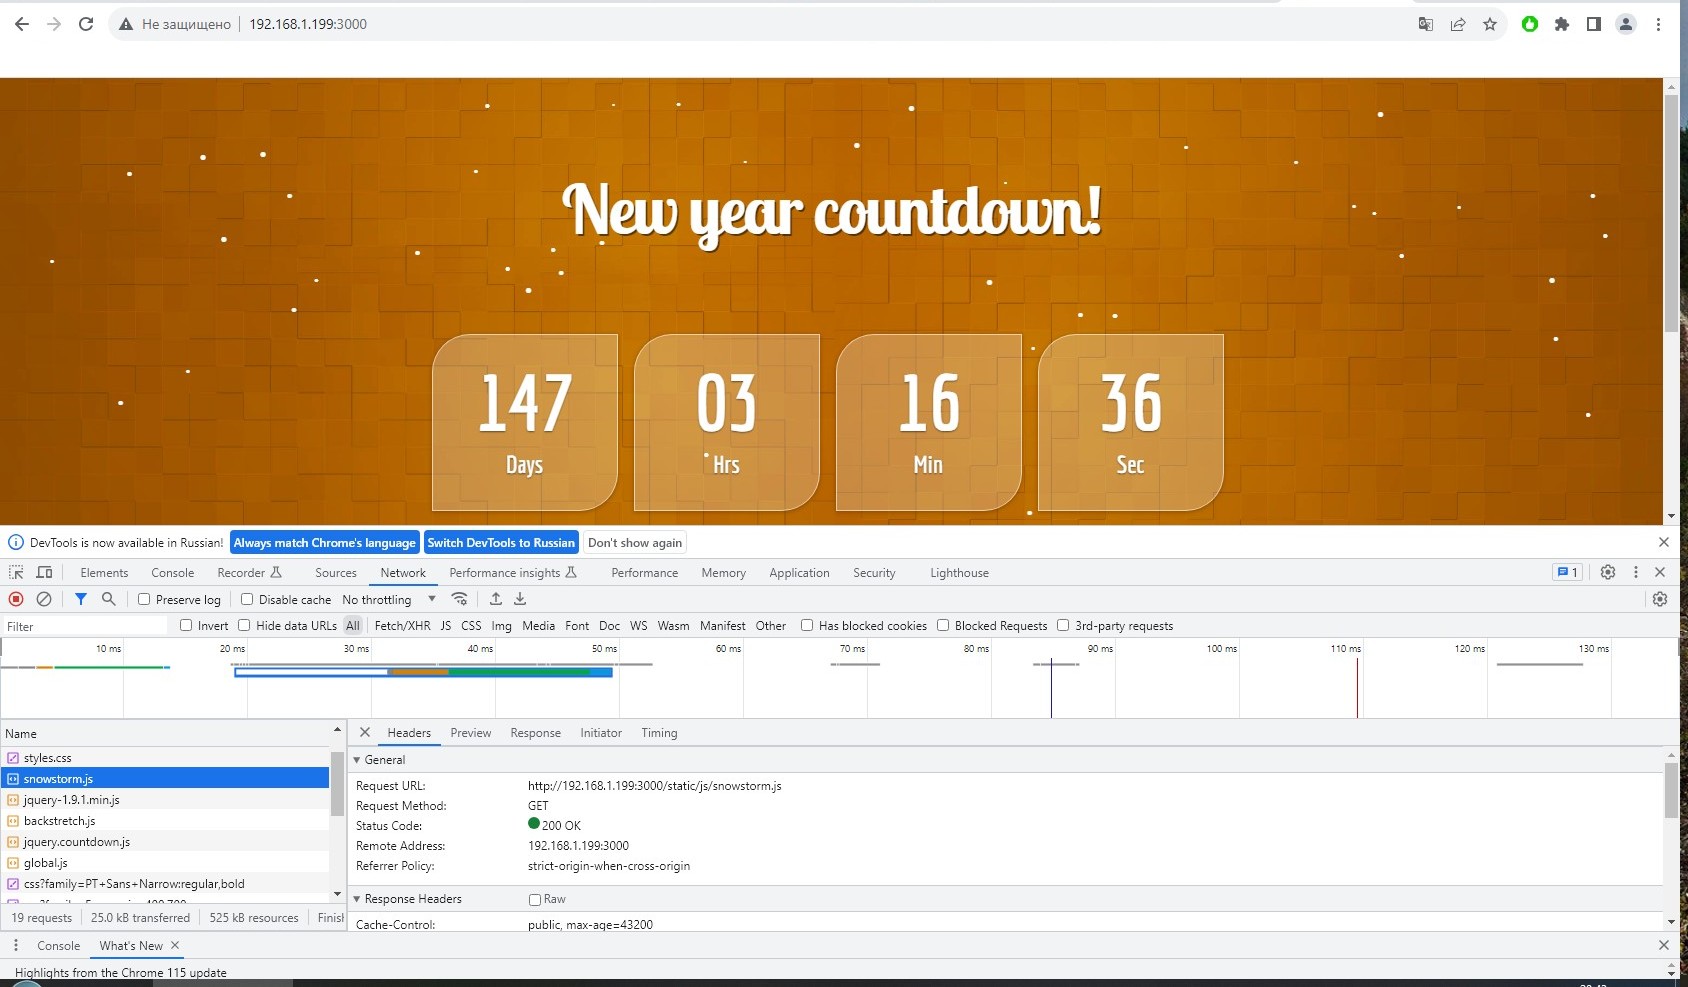 Не защищено 192.168.1.199:3000
New year countdown!
147 03 16 36
Days Hrs Min Sec
DevTools is now available in Russian! Always match Chrome's language Switch DevTools to Russian Don't show again
Elements Console Recorder Sources Network Performance insights Performance Memory Application Security Lighthouse 1
Preserve log Disable cache No throttling
Filter Invert Hide data URLs All Fetch/XHR JS CSS Img Media Font Doc WS Wasm Manifest Other Has blocked cookies Blocked Requests 3rd-party requests
10 ms 20 ms 30 ms 40 ms 50 ms 60 ms 70 ms 80 ms 90 ms 100 ms 110 ms 120 ms 130 ms
Name
styles.css
snowstorm.js
jquery-1.9.1.min.js
backstretch.js
jquery.countdown.js
global.js
css?family=PT+Sans+Narrow:regular,bold
19 requests 25.0 kB transferred 525 kB resources Finish
Headers Preview Response Initiator Timing
General
Request URL: http://192.168.1.199:3000/static/js/snowstorm.js
Request Method: GET
Status Code: 200 OK
Remote Address: 192.168.1.199:3000
Referrer Policy: strict-origin-when-cross-origin
Response Headers Raw
Cache-Control: public, max-age=43200
Console What's New
Highlights from the Chrome 115 update